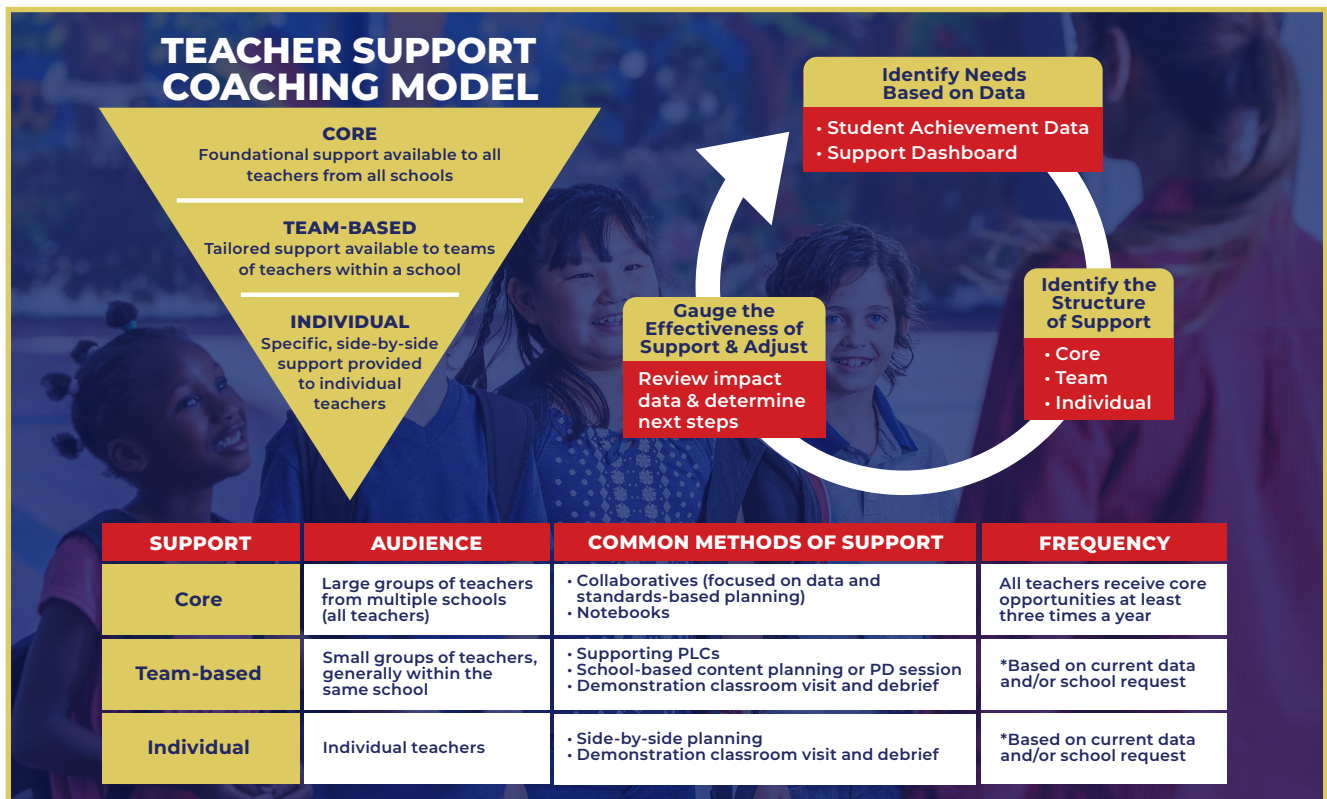 TEACHER SUPPORT
COACHING MODEL
CORE
Foundational support available to all
teachers from all schools
TEAM-BASED
Tailored support available to teams
of teachers within a school
INDIVIDUAL
Specific, side-by-side
support provided
to individual
teachers
Identify Needs
Based on Data
• Student Achievement Data
• Support Dashboard
Identify the
Structure
of Support
• Core
• Team
• Individual
Gauge the
Effectiveness of
Support & Adjust
Review impact
data & determine
next steps
SUPPORT
AUDIENCE
COMMON METHODS OF SUPPORT
FREQUENCY
Core
Large groups of teachers
from multiple schools
(all teachers)
• Collaboratives (focused on data and
standards-based planning)
• Notebooks
All teachers receive core
opportunities at least
three times a year
Team-based
Small groups of teachers,
generally within the
same school
• Supporting PLCs
• School-based content planning or PD session
• Demonstration classroom visit and debrief
*Based on current data
and/or school request
Individual
Individual teachers
• Side-by-side planning
• Demonstration classroom visit and debrief
*Based on current data
and/or school request